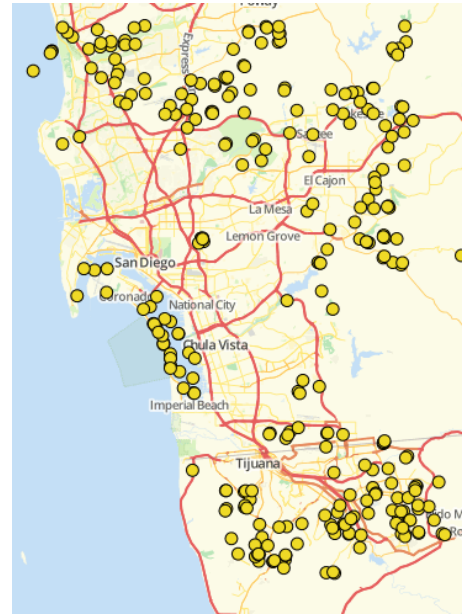 Poway
Express
Santee
El Cajon
La Mesa
Lemon Grove
San Diego
Coronado
National City
Chula Vista
Imperial Beach
Tijuana